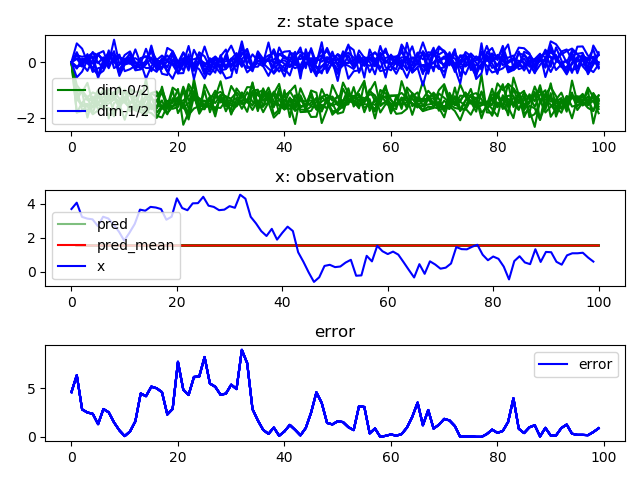 z: state space
0
−2
dim-0/2
dim-1/2
0 20 40 60 80 100
x: observation
4
2
0
pred
pred_mean
x
0 20 40 60 80 100
error
5
0
error
0 20 40 60 80 100